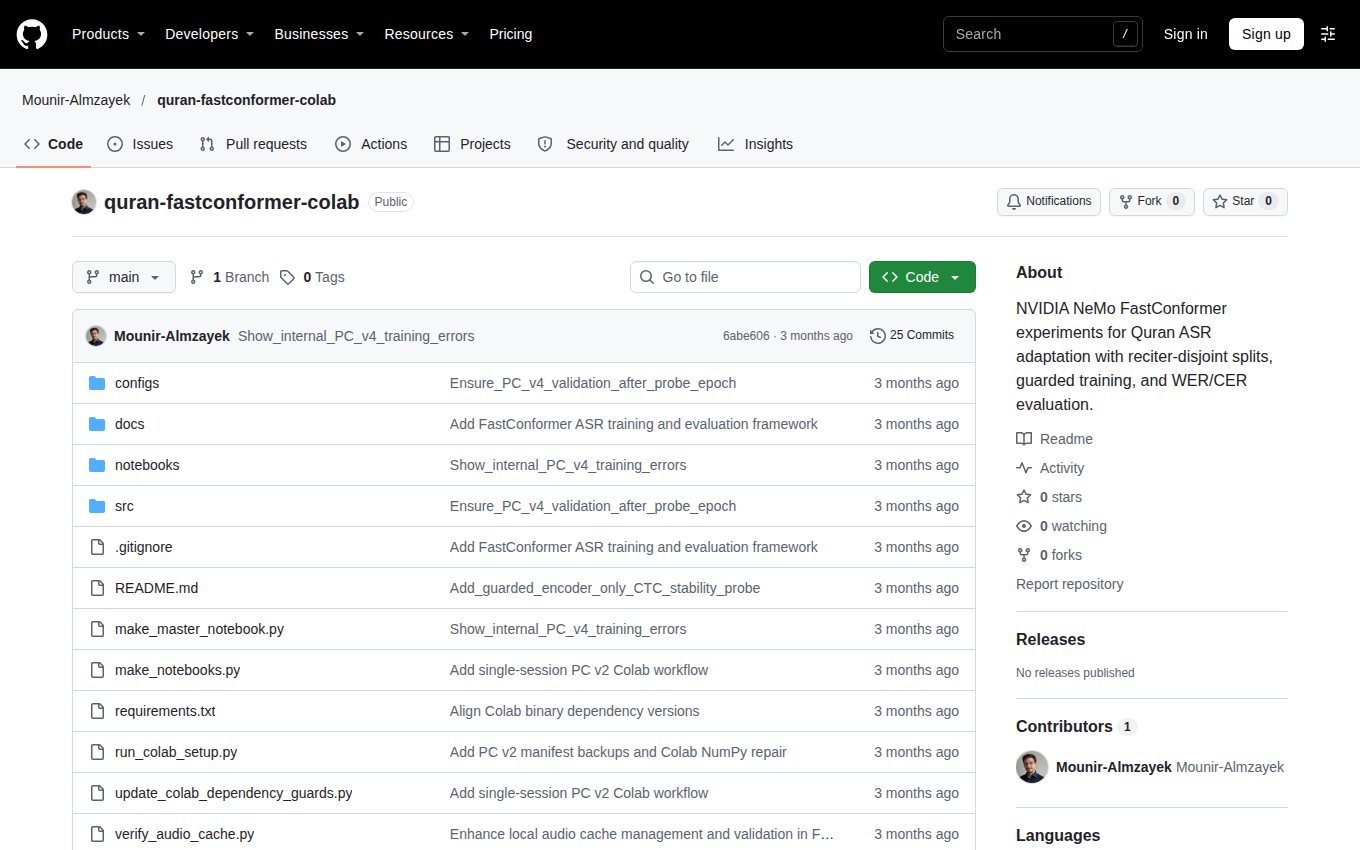 Products Developers Businesses Resources Pricing Search / Sign in Sign up
Mounir-Almzayek / quran-fastconformer-colab
Code Issues Pull requests Actions Projects Security and quality Insights
quran-fastconformer-colab Public Notifications Fork 0 Star 0
main 1 Branch 0 Tags Go to file Code
Mounir-Almzayek Show_internal_PC_v4_training_errors 6abe606 · 3 months ago 25 Commits
configs Ensure_PC_v4_validation_after_probe_epoch 3 months ago
docs Add FastConformer ASR training and evaluation framework 3 months ago
notebooks Show_internal_PC_v4_training_errors 3 months ago
src Ensure_PC_v4_validation_after_probe_epoch 3 months ago
.gitignore Add FastConformer ASR training and evaluation framework 3 months ago
README.md Add_guarded_encoder_only_CTC_stability_probe 3 months ago
make_master_notebook.py Show_internal_PC_v4_training_errors 3 months ago
make_notebooks.py Add single-session PC v2 Colab workflow 3 months ago
requirements.txt Align Colab binary dependency versions 3 months ago
run_colab_setup.py Add PC v2 manifest backups and Colab NumPy repair 3 months ago
update_colab_dependency_guards.py Add single-session PC v2 Colab workflow 3 months ago
verify_audio_cache.py Enhance local audio cache management and validation in F… 3 months ago
About
NVIDIA NeMo FastConformer
experiments for Quran ASR
adaptation with reciter-disjoint splits,
guarded training, and WER/CER
evaluation.
Readme
Activity
0 stars
0 watching
0 forks
Report repository
Releases
No releases published
Contributors 1
Mounir-Almzayek Mounir-Almzayek
Languages